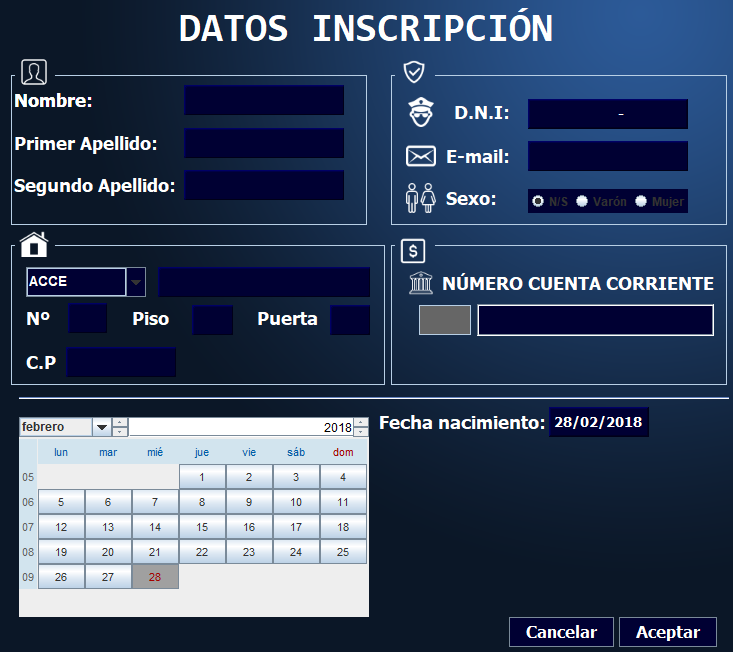 DATOS INSCRIPCIÓN
Nombre:
Primer Apellido:
Segundo Apellido:
D.N.I: -
E-mail:
Sexo: N/S Varón Mujer
ACCE
Nº Piso Puerta
C.P
$
NÚMERO CUENTA CORRIENTE
febrero 2018
lun mar mié jue vie sáb dom
05 1 2 3 4
06 5 6 7 8 9 10 11
07 12 13 14 15 16 17 18
08 19 20 21 22 23 24 25
09 26 27 28
Fecha nacimiento: 28/02/2018
Cancelar Aceptar